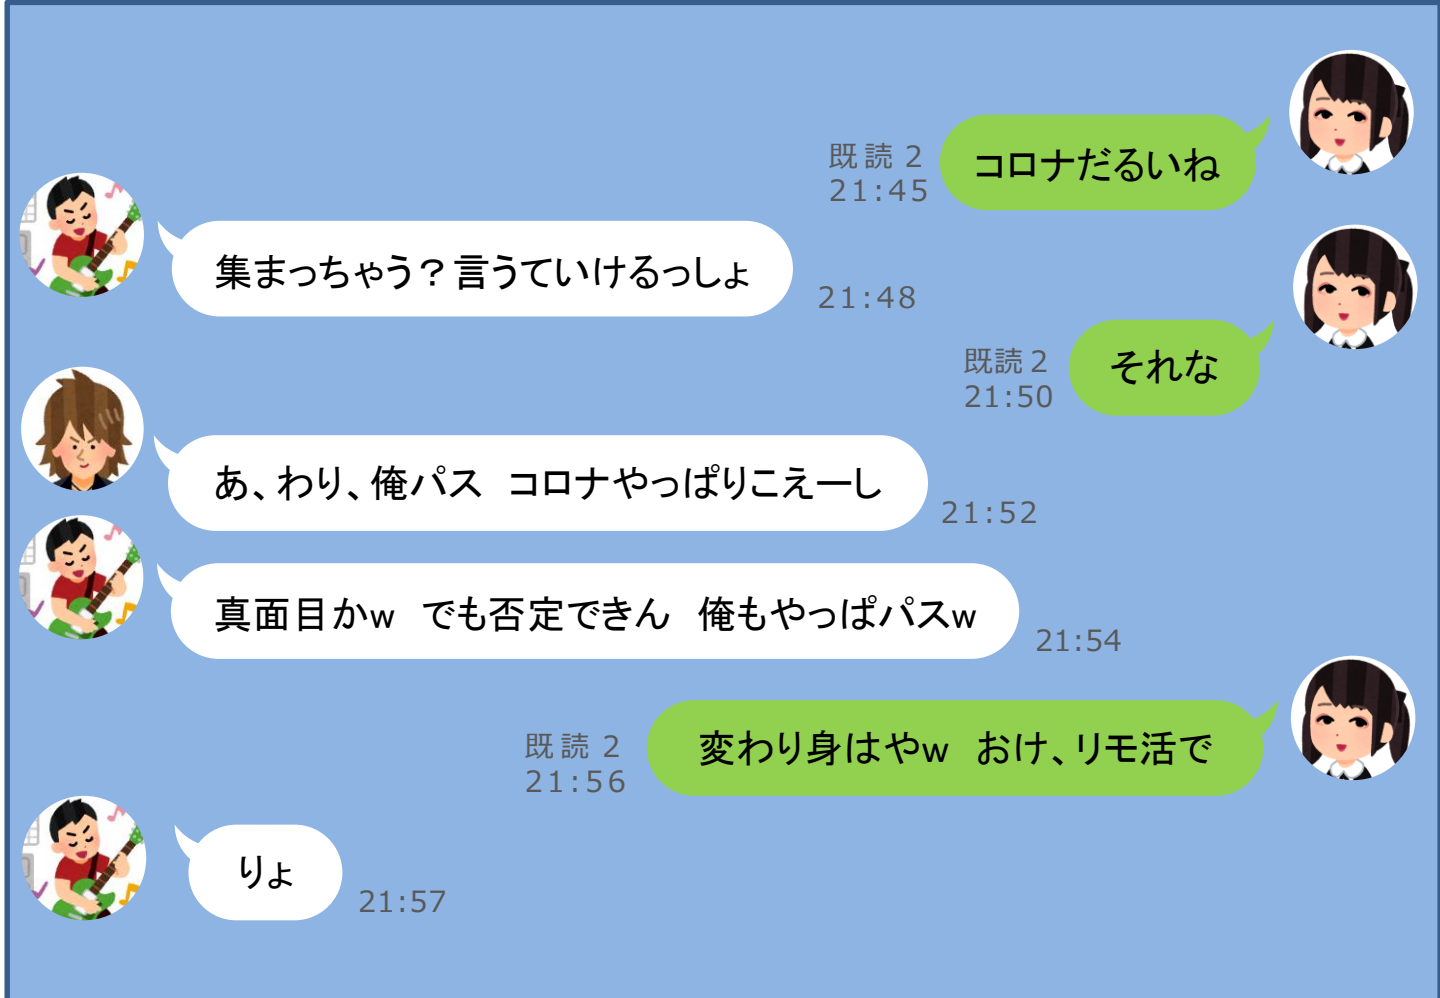 コロナだるいね
既読 2
21:45
集まっちゃう？言うていけるっしょ
21:48
それな
既読 2
21:50
あ、わり、俺パス　コロナやっぱりこえーし
21:52
真面目かw　でも否定できん　俺もやっぱパスw
21:54
変わり身はやw　おけ、リモ活で
既読 2
21:56
りょ
21:57